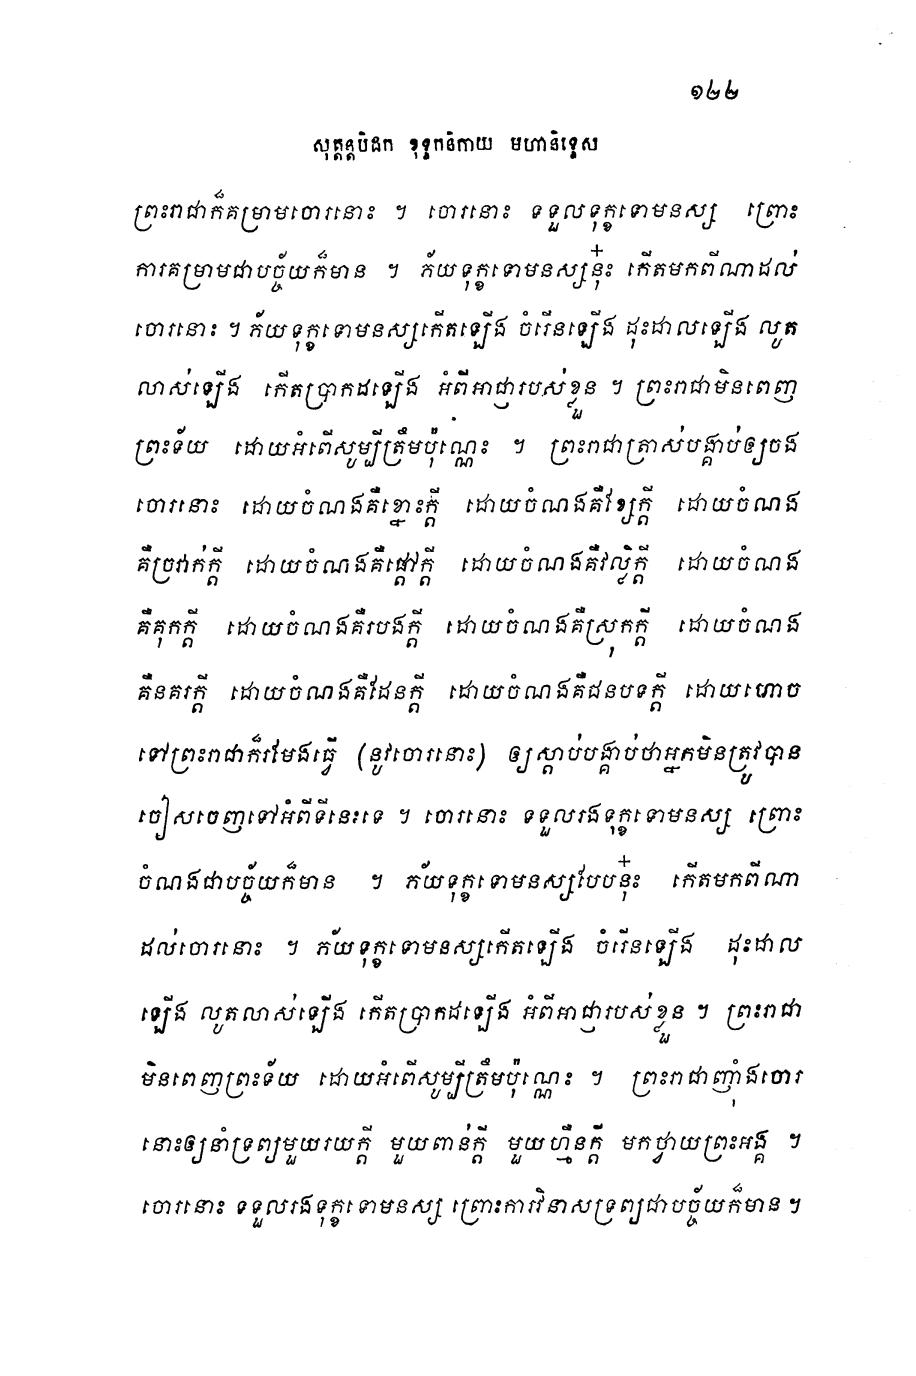 ១២២
សុត្តន្តបិដក ខុទ្ទកនិកាយ មហានិទ្ទេស
ព្រះរាជាក៏គម្រាមចោរនោះ ។ ចោរនោះ ទទួលទុក្ខទោមនស្ស ព្រោះ
ការគម្រាមជាបច្ច័យក៏មាន ។ ភ័យទុក្ខទោមនស្សនុ៎ះ កើតមកពីណាដល់
ចោរនោះ ។ ភ័យទុក្ខទោមនស្សកើតឡើង ចំរើនឡើង ដុះដាលឡើង លូត
លាស់ឡើង កើតប្រាកដឡើង អំពីអាជ្ញារបស់ខ្លួន ។ ព្រះរាជាមិនពេញ
ព្រះទ័យ ដោយអំពើសូម្បីត្រឹមប៉ុណ្ណេះ ។ ព្រះរាជាត្រាស់បង្គាប់ឲ្យចង
ចោរនោះ ដោយចំណងគឺខ្នោះក្តី ដោយចំណងគឺខ្សែក្តី ដោយចំណង
គឺច្រវាក់ក្តី ដោយចំណងគឺផ្តៅក្តី ដោយចំណងគឺវល្លិ៍ក្តី ដោយចំណង
គឺគុកក្តី ដោយចំណងគឺរបងក្តី ដោយចំណងគឺស្រុកក្តី ដោយចំណង
គឺនគរក្តី ដោយចំណងគឺដែនក្តី ដោយចំណងគឺជនបទក្តី ដោយហោច
ទៅព្រះរាជាក៏រមែងធ្វើ (នូវចោរនោះ) ឲ្យស្តាប់បង្គាប់ថាអ្នកមិនត្រូវបាន
ចៀសចេញទៅអំពីទីនេះទេ ។ ចោរនោះ ទទួលរងទុក្ខទោមនស្ស ព្រោះ
ចំណងជាបច្ច័យក៏មាន ។ ភ័យទុក្ខទោមនស្សបែបនុ៎ះ កើតមកពីណា
ដល់ចោរនោះ ។ ភ័យទុក្ខទោមនស្សកើតឡើង ចំរើនឡើង ដុះដាល
ឡើង លូតលាស់ឡើង កើតប្រាកដឡើង អំពីអាជ្ញារបស់ខ្លួន ។ ព្រះរាជា
មិនពេញព្រះទ័យ ដោយអំពើសូម្បីត្រឹមប៉ុណ្ណេះ ។ ព្រះរាជាញុំាងចោរ
នោះឲ្យនាំទ្រព្យមួយរយក្តី មួយពាន់ក្តី មួយហ្មឺនក្តី មកថ្វាយព្រះអង្គ ។
ចោរនោះ ទទួលរងទុក្ខទោមនស្ស ព្រោះការវិនាសទ្រព្យជាបច្ច័យក៏មាន ។